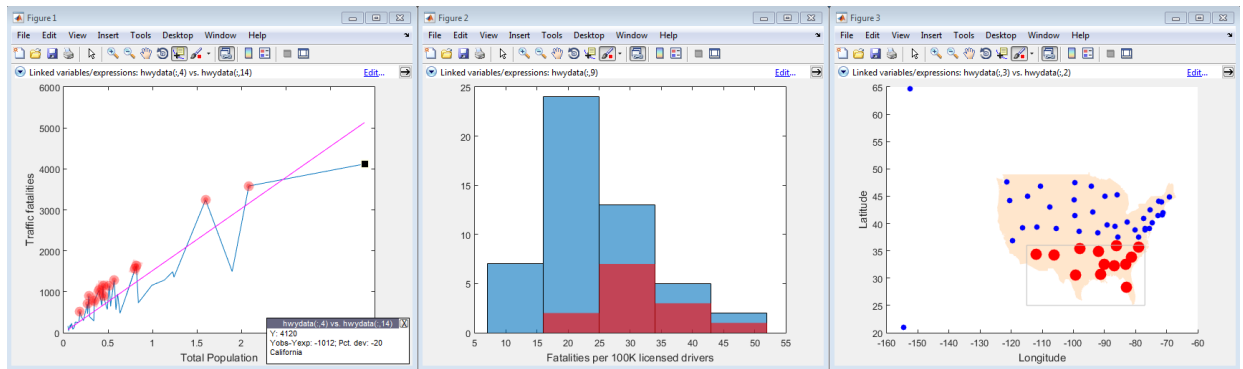 Figure 1
File Edit View Insert Tools Desktop Window Help
Linked variables/expressions: hwydata(:,4) vs. hwydata(:,14) Edit...
6000
5000
4000
3000
2000
1000
0
Traffic fatalities
0 0.5 1 1.5 2
Total Population
hwydata(:,4) vs. hwydata(:,14) X
Y: 4120
Yobs-Yexp: -1012; Pct. dev: -20
California
Figure 2
File Edit View Insert Tools Desktop Window Help
Linked variables/expressions: hwydata(:,9) Edit...
25
20
15
10
5
0
5 10 15 20 25 30 35 40 45 50 55
Fatalities per 100K licensed drivers
Figure 3
File Edit View Insert Tools Desktop Window Help
Linked variables/expressions: hwydata(:,3) vs. hwydata(:,2) Edit...
65
60
55
50
45
40
35
30
25
20
Latitude
-160 -150 -140 -130 -120 -110 -100 -90 -80 -70 -60
Longitude